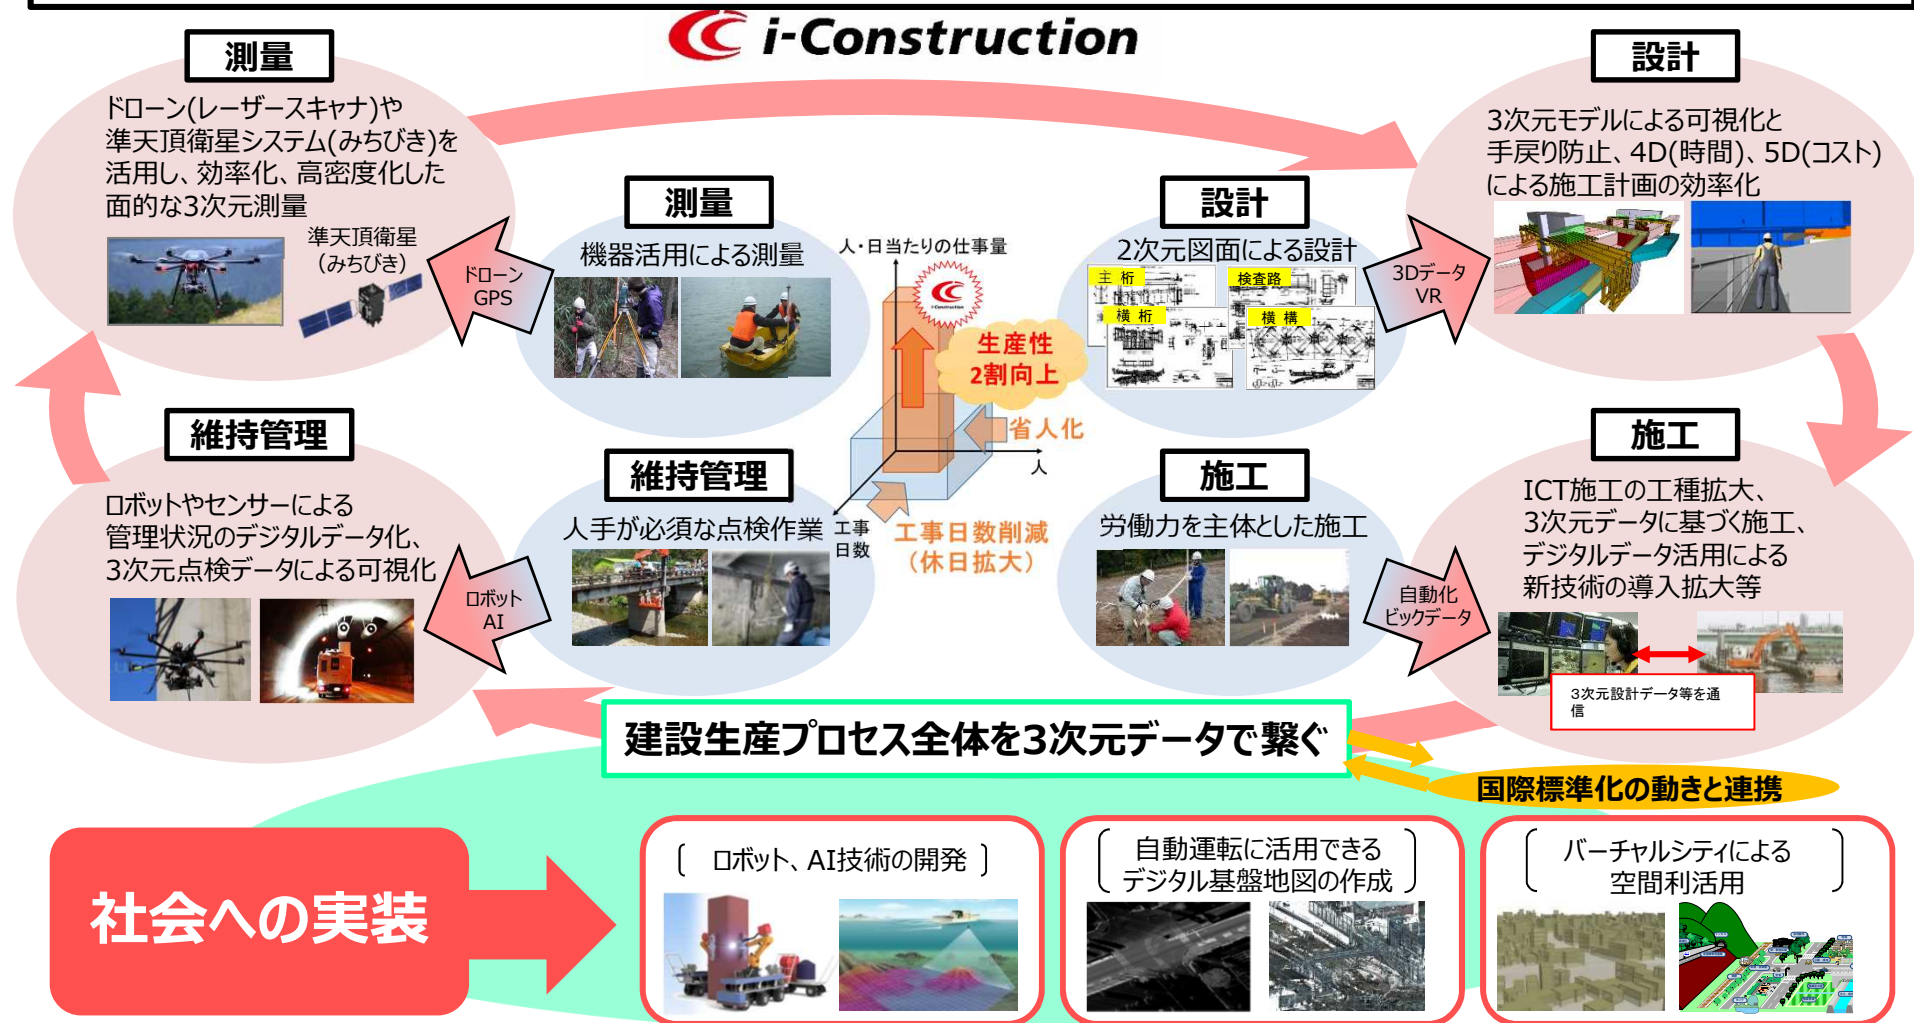 i-Construction
測量
ドローン(レーザースキャナ)や
準天頂衛星システム(みちびき)を
活用し、効率化、高密度化した
面的な3次元測量
準天頂衛星
(みちびき)
ドローン
GPS
測量
機器活用による測量
人・日当たりの仕事量
i-Construction
生産性
2割向上
省人化
人
工事
日数
工事日数削減
(休日拡大)
設計
2次元図面による設計
主 桁
検査路
横 桁
横 構
3Dデータ
VR
設計
3次元モデルによる可視化と
手戻り防止、4D(時間)、5D(コスト)
による施工計画の効率化
維持管理
ロボットやセンサーによる
管理状況のデジタルデータ化、
3次元点検データによる可視化
ロボット
AI
維持管理
人手が必須な点検作業
施工
労働力を主体とした施工
自動化
ビックデータ
施工
ICT施工の工種拡大、
3次元データに基づく施工、
デジタルデータ活用による
新技術の導入拡大等
3次元設計データ等を通
信
建設生産プロセス全体を3次元データで繋ぐ
国際標準化の動きと連携
社会への実装
ロボット、AI技術の開発
自動運転に活用できる
デジタル基盤地図の作成
バーチャルシティによる
空間利活用